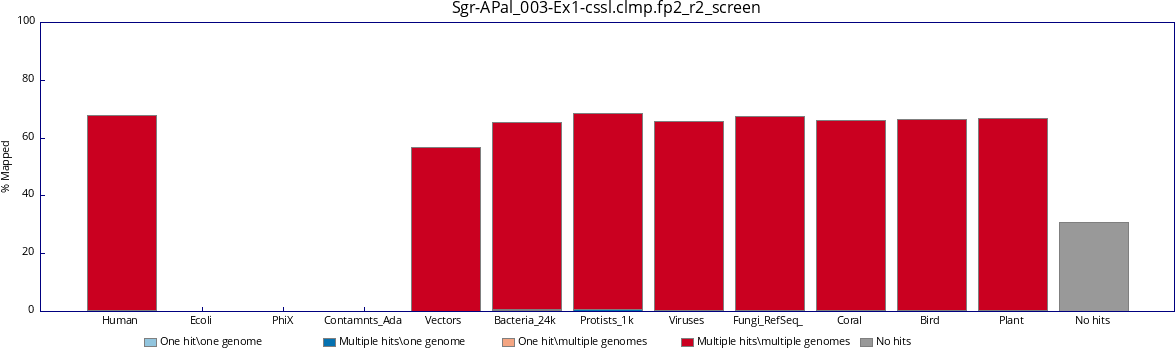 Sgr-APal_003-Ex1-cssl.clmp.fp2_r2_screen
100
80
60
40
20
0
% Mapped
Human Ecoli PhiX Contamnts_Ada Vectors Bacteria_24k Protists_1k Viruses Fungi_RefSeq_ Coral Bird Plant No hits
One hit\one genome Multiple hits\one genome One hit\multiple genomes Multiple hits\multiple genomes No hits